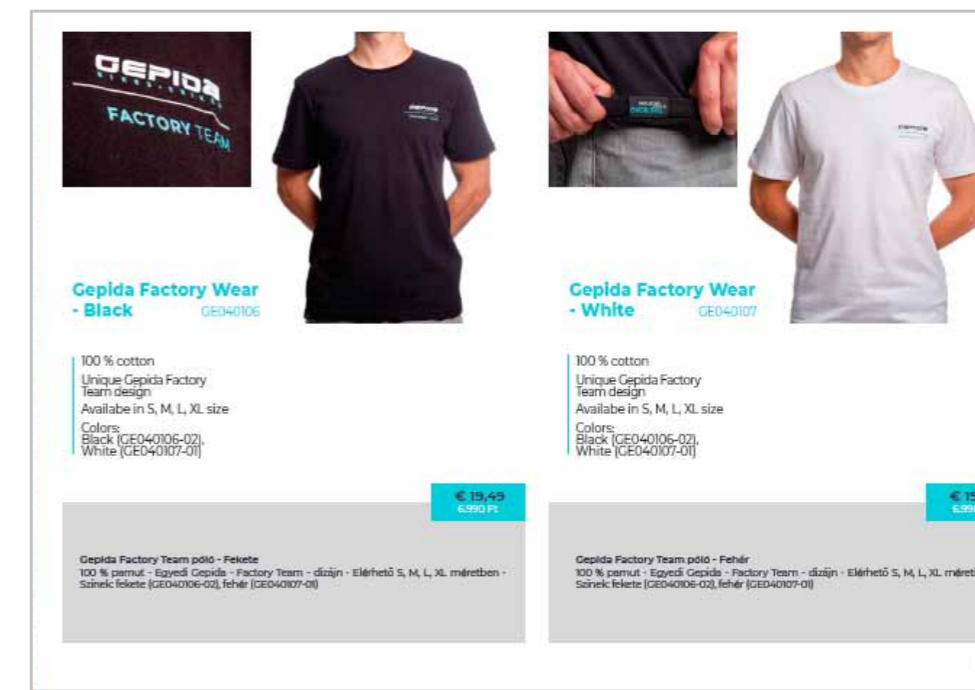 GEPIDA
FACTORY TEAM
GEPIDA
GEPIDA
Gepida Factory Wear
- Black GE040106
100 % cotton
Unique Gepida Factory
Team design
Availabe in S, M, L, XL size
Colors:
Black (GE040106-02),
White (GE040107-01)
€ 19,49
6.990 Ft
Gepida Factory Team póló - Fekete
100 % pamut - Egyedi Gepida - Factory Team - dizájn - Elérhető S, M, L, XL méretben -
Színek: fekete (GE040106-02), fehér (GE040107-01)
Gepida Factory Wear
- White GE040107
100 % cotton
Unique Gepida Factory
Team design
Availabe in S, M, L, XL size
Colors:
Black (GE040106-02),
White (GE040107-01)
€ 19
6.990
Gepida Factory Team póló - Fehér
100 % pamut - Egyedi Gepida - Factory Team - dizájn - Elérhető S, M, L, XL méret
Színek: fekete (GE040106-02), fehér (GE040107-01)